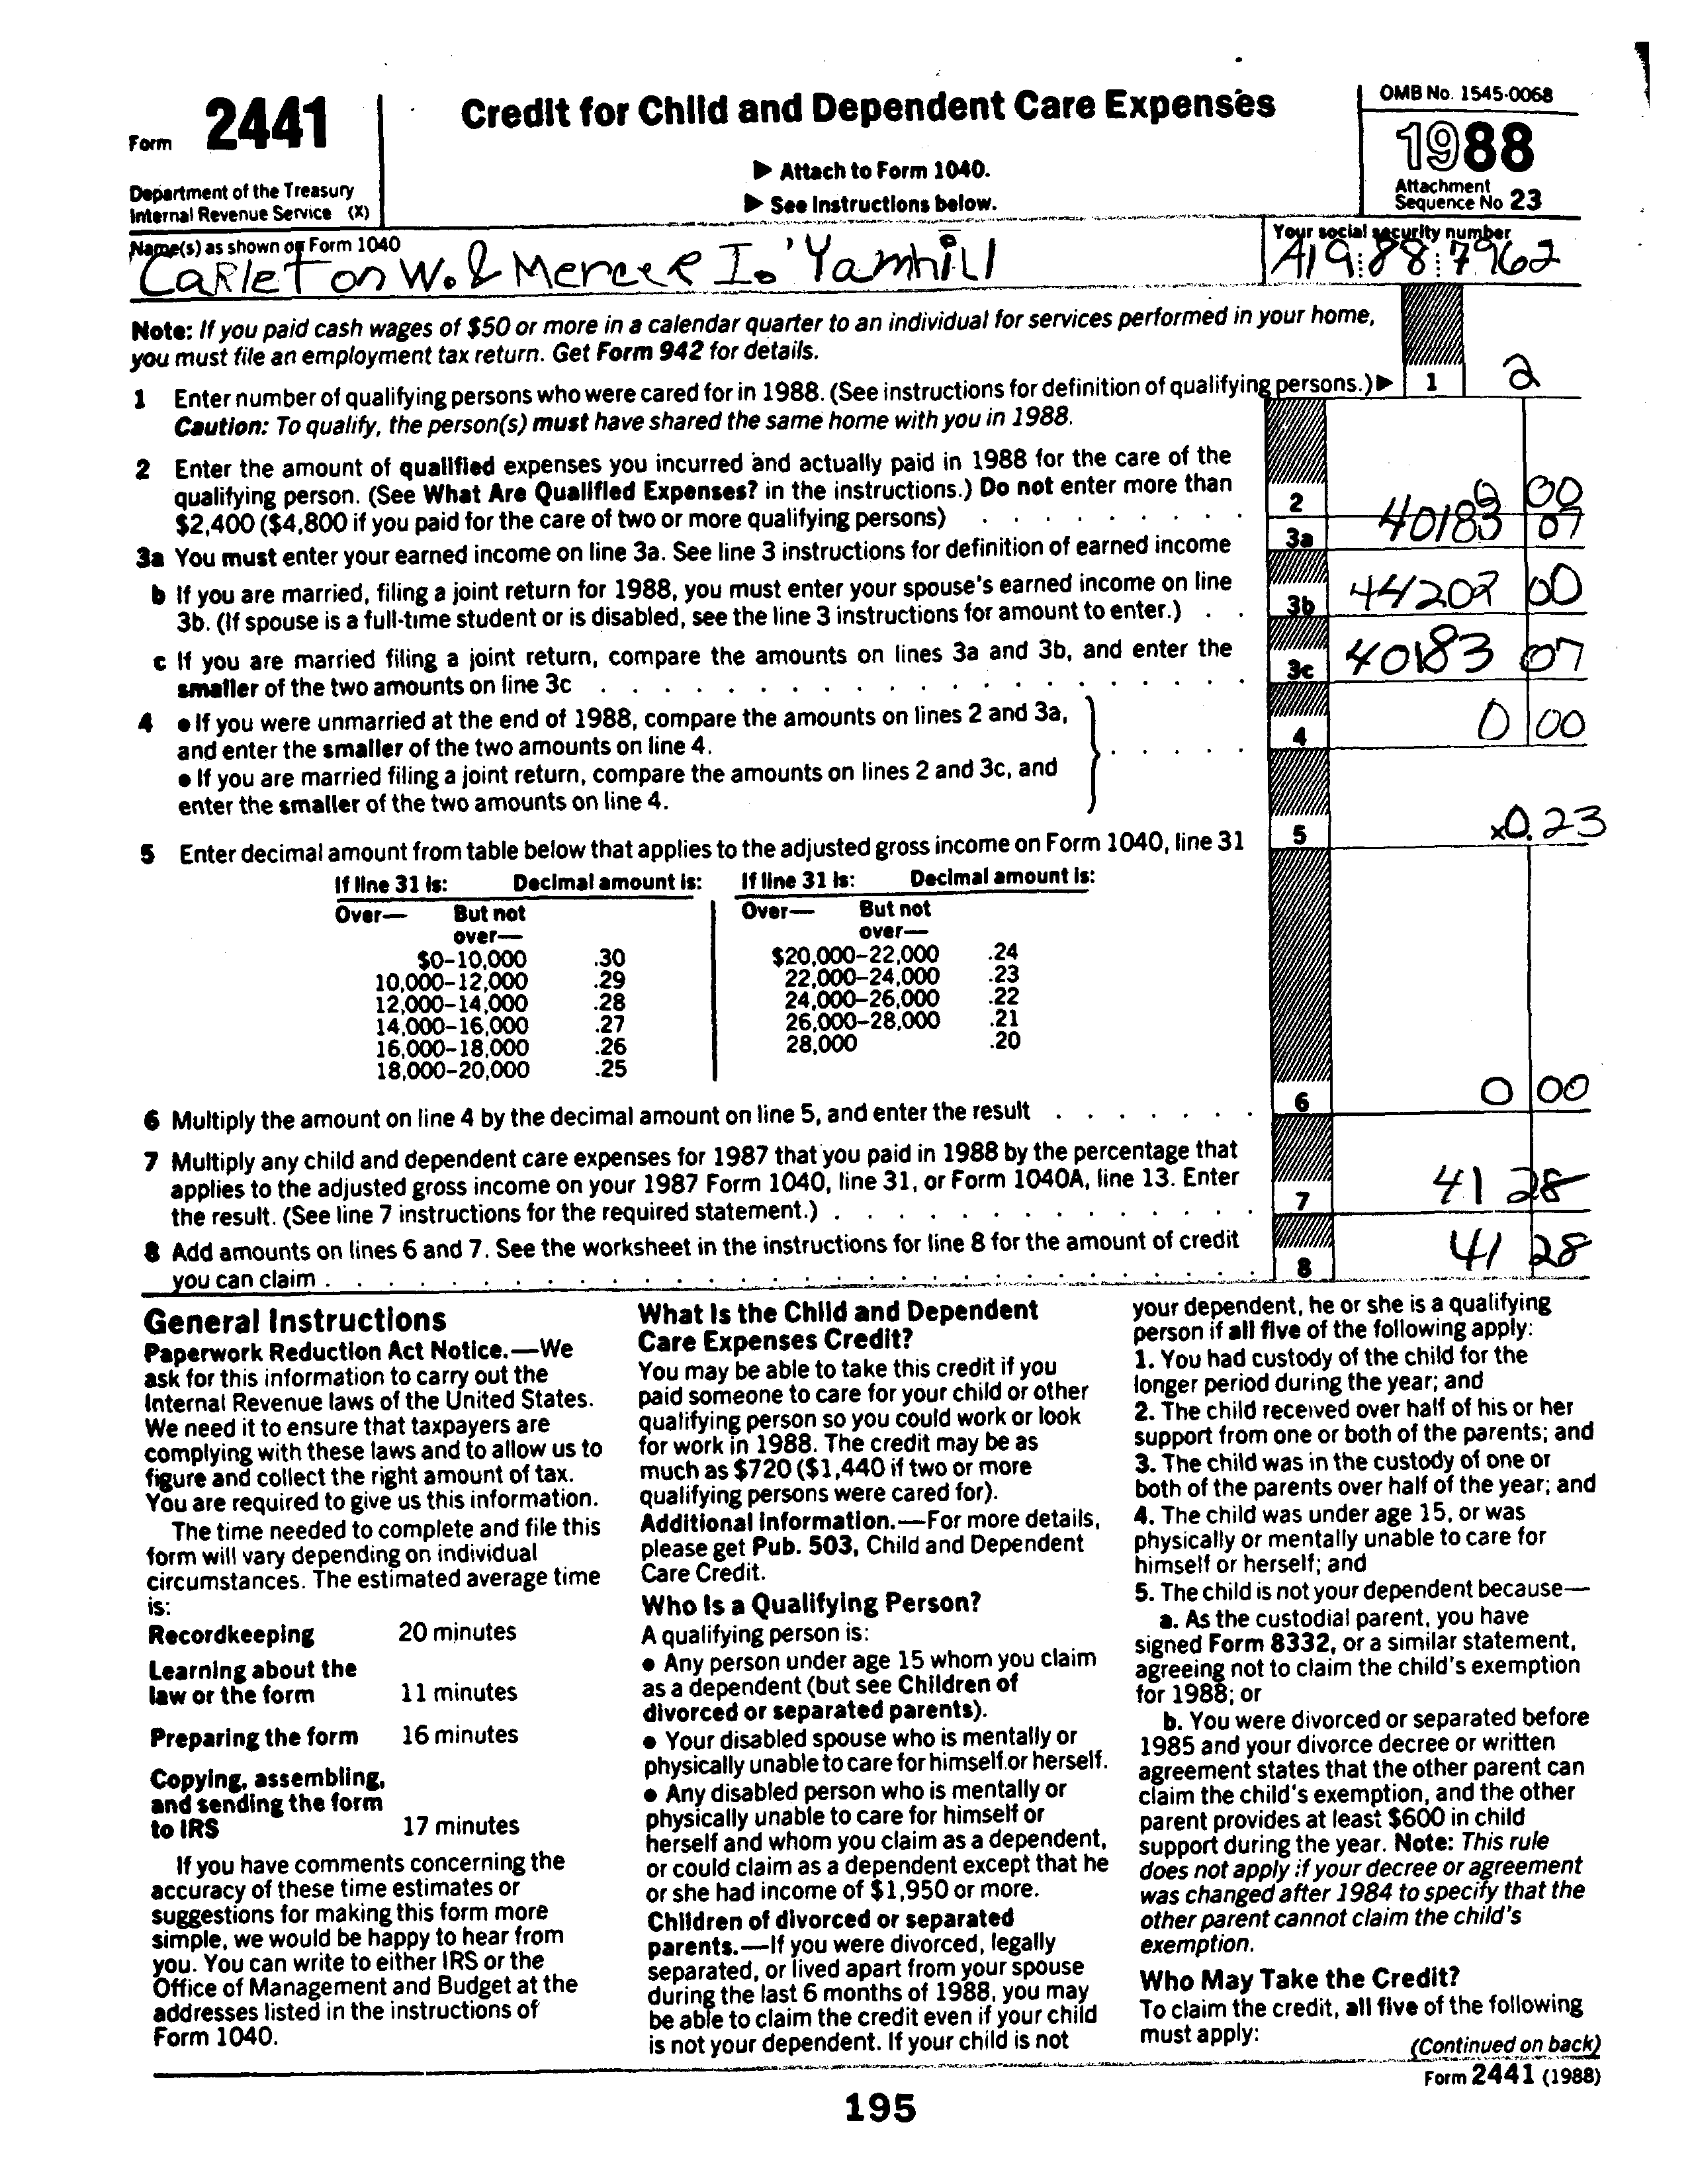 Form 2441
Department of the Treasury
Internal Revenue Service (X)
Credit for Child and Dependent Care Expenses
▶ Attach to Form 1040.
▶ See Instructions below.
OMB No. 1545-0068
1988
Attachment
Sequence No 23
Name(s) as shown on Form 1040
Carleton W. & Mercer I. Yamhill
Your social security number
A19:88:7962
Note: If you paid cash wages of $50 or more in a calendar quarter to an individual for services performed in your home,
you must file an employment tax return. Get Form 942 for details.
1 Enter number of qualifying persons who were cared for in 1988. (See instructions for definition of qualifying persons.)▶ 1 2
Caution: To qualify, the person(s) must have shared the same home with you in 1988.
2 Enter the amount of qualified expenses you incurred and actually paid in 1988 for the care of the
qualifying person. (See What Are Qualified Expenses? in the instructions.) Do not enter more than
$2,400 ($4,800 if you paid for the care of two or more qualifying persons) . . . . . . . . . 2 0 00
3a You must enter your earned income on line 3a. See line 3 instructions for definition of earned income 3a 40183 07
b If you are married, filing a joint return for 1988, you must enter your spouse's earned income on line
3b. (If spouse is a full-time student or is disabled, see the line 3 instructions for amount to enter.) . . 3b 44202 00
c If you are married filing a joint return, compare the amounts on lines 3a and 3b, and enter the
smaller of the two amounts on line 3c . . . . . . . . . . . . . . . . . 3c 40183 07
4 ● If you were unmarried at the end of 1988, compare the amounts on lines 2 and 3a,
and enter the smaller of the two amounts on line 4. . . . . . 4 0 00
● If you are married filing a joint return, compare the amounts on lines 2 and 3c, and
enter the smaller of the two amounts on line 4.
5 Enter decimal amount from table below that applies to the adjusted gross income on Form 1040, line 31 5 x0.23
If line 31 is: Decimal amount is: If line 31 is: Decimal amount is:
Over— But not over— Over— But not over—
$0–10,000 .30 $20,000–22,000 .24
10,000–12,000 .29 22,000–24,000 .23
12,000–14,000 .28 24,000–26,000 .22
14,000–16,000 .27 26,000–28,000 .21
16,000–18,000 .26 28,000 .20
18,000–20,000 .25
6 Multiply the amount on line 4 by the decimal amount on line 5, and enter the result . . . . . . . 6 0 00
7 Multiply any child and dependent care expenses for 1987 that you paid in 1988 by the percentage that
applies to the adjusted gross income on your 1987 Form 1040, line 31, or Form 1040A, line 13. Enter
the result. (See line 7 instructions for the required statement.) . . . . . . . . . . . . . . 7 41 28
8 Add amounts on lines 6 and 7. See the worksheet in the instructions for line 8 for the amount of credit
you can claim . . . . . . . . . . . . . . . . . . . . . . . . 8 41 28
General Instructions
Paperwork Reduction Act Notice.—We
ask for this information to carry out the
Internal Revenue laws of the United States.
We need it to ensure that taxpayers are
complying with these laws and to allow us to
figure and collect the right amount of tax.
You are required to give us this information.
The time needed to complete and file this
form will vary depending on individual
circumstances. The estimated average time
is:
Recordkeeping 20 minutes
Learning about the
law or the form 11 minutes
Preparing the form 16 minutes
Copying, assembling,
and sending the form
to IRS 17 minutes
If you have comments concerning the
accuracy of these time estimates or
suggestions for making this form more
simple, we would be happy to hear from
you. You can write to either IRS or the
Office of Management and Budget at the
addresses listed in the instructions of
Form 1040.
What Is the Child and Dependent
Care Expenses Credit?
You may be able to take this credit if you
paid someone to care for your child or other
qualifying person so you could work or look
for work in 1988. The credit may be as
much as $720 ($1,440 if two or more
qualifying persons were cared for).
Additional Information.—For more details,
please get Pub. 503, Child and Dependent
Care Credit.
Who Is a Qualifying Person?
A qualifying person is:
● Any person under age 15 whom you claim
as a dependent (but see Children of
divorced or separated parents).
● Your disabled spouse who is mentally or
physically unable to care for himself or herself.
● Any disabled person who is mentally or
physically unable to care for himself or
herself and whom you claim as a dependent,
or could claim as a dependent except that he
or she had income of $1,950 or more.
Children of divorced or separated
parents.—If you were divorced, legally
separated, or lived apart from your spouse
during the last 6 months of 1988, you may
be able to claim the credit even if your child
is not your dependent. If your child is not
your dependent, he or she is a qualifying
person if all five of the following apply:
1. You had custody of the child for the
longer period during the year; and
2. The child received over half of his or her
support from one or both of the parents; and
3. The child was in the custody of one or
both of the parents over half of the year; and
4. The child was under age 15, or was
physically or mentally unable to care for
himself or herself; and
5. The child is not your dependent because—
a. As the custodial parent, you have
signed Form 8332, or a similar statement,
agreeing not to claim the child's exemption
for 1988; or
b. You were divorced or separated before
1985 and your divorce decree or written
agreement states that the other parent can
claim the child's exemption, and the other
parent provides at least $600 in child
support during the year. Note: This rule
does not apply if your decree or agreement
was changed after 1984 to specify that the
other parent cannot claim the child's
exemption.
Who May Take the Credit?
To claim the credit, all five of the following
must apply:
(Continued on back)
Form 2441 (1988)
195